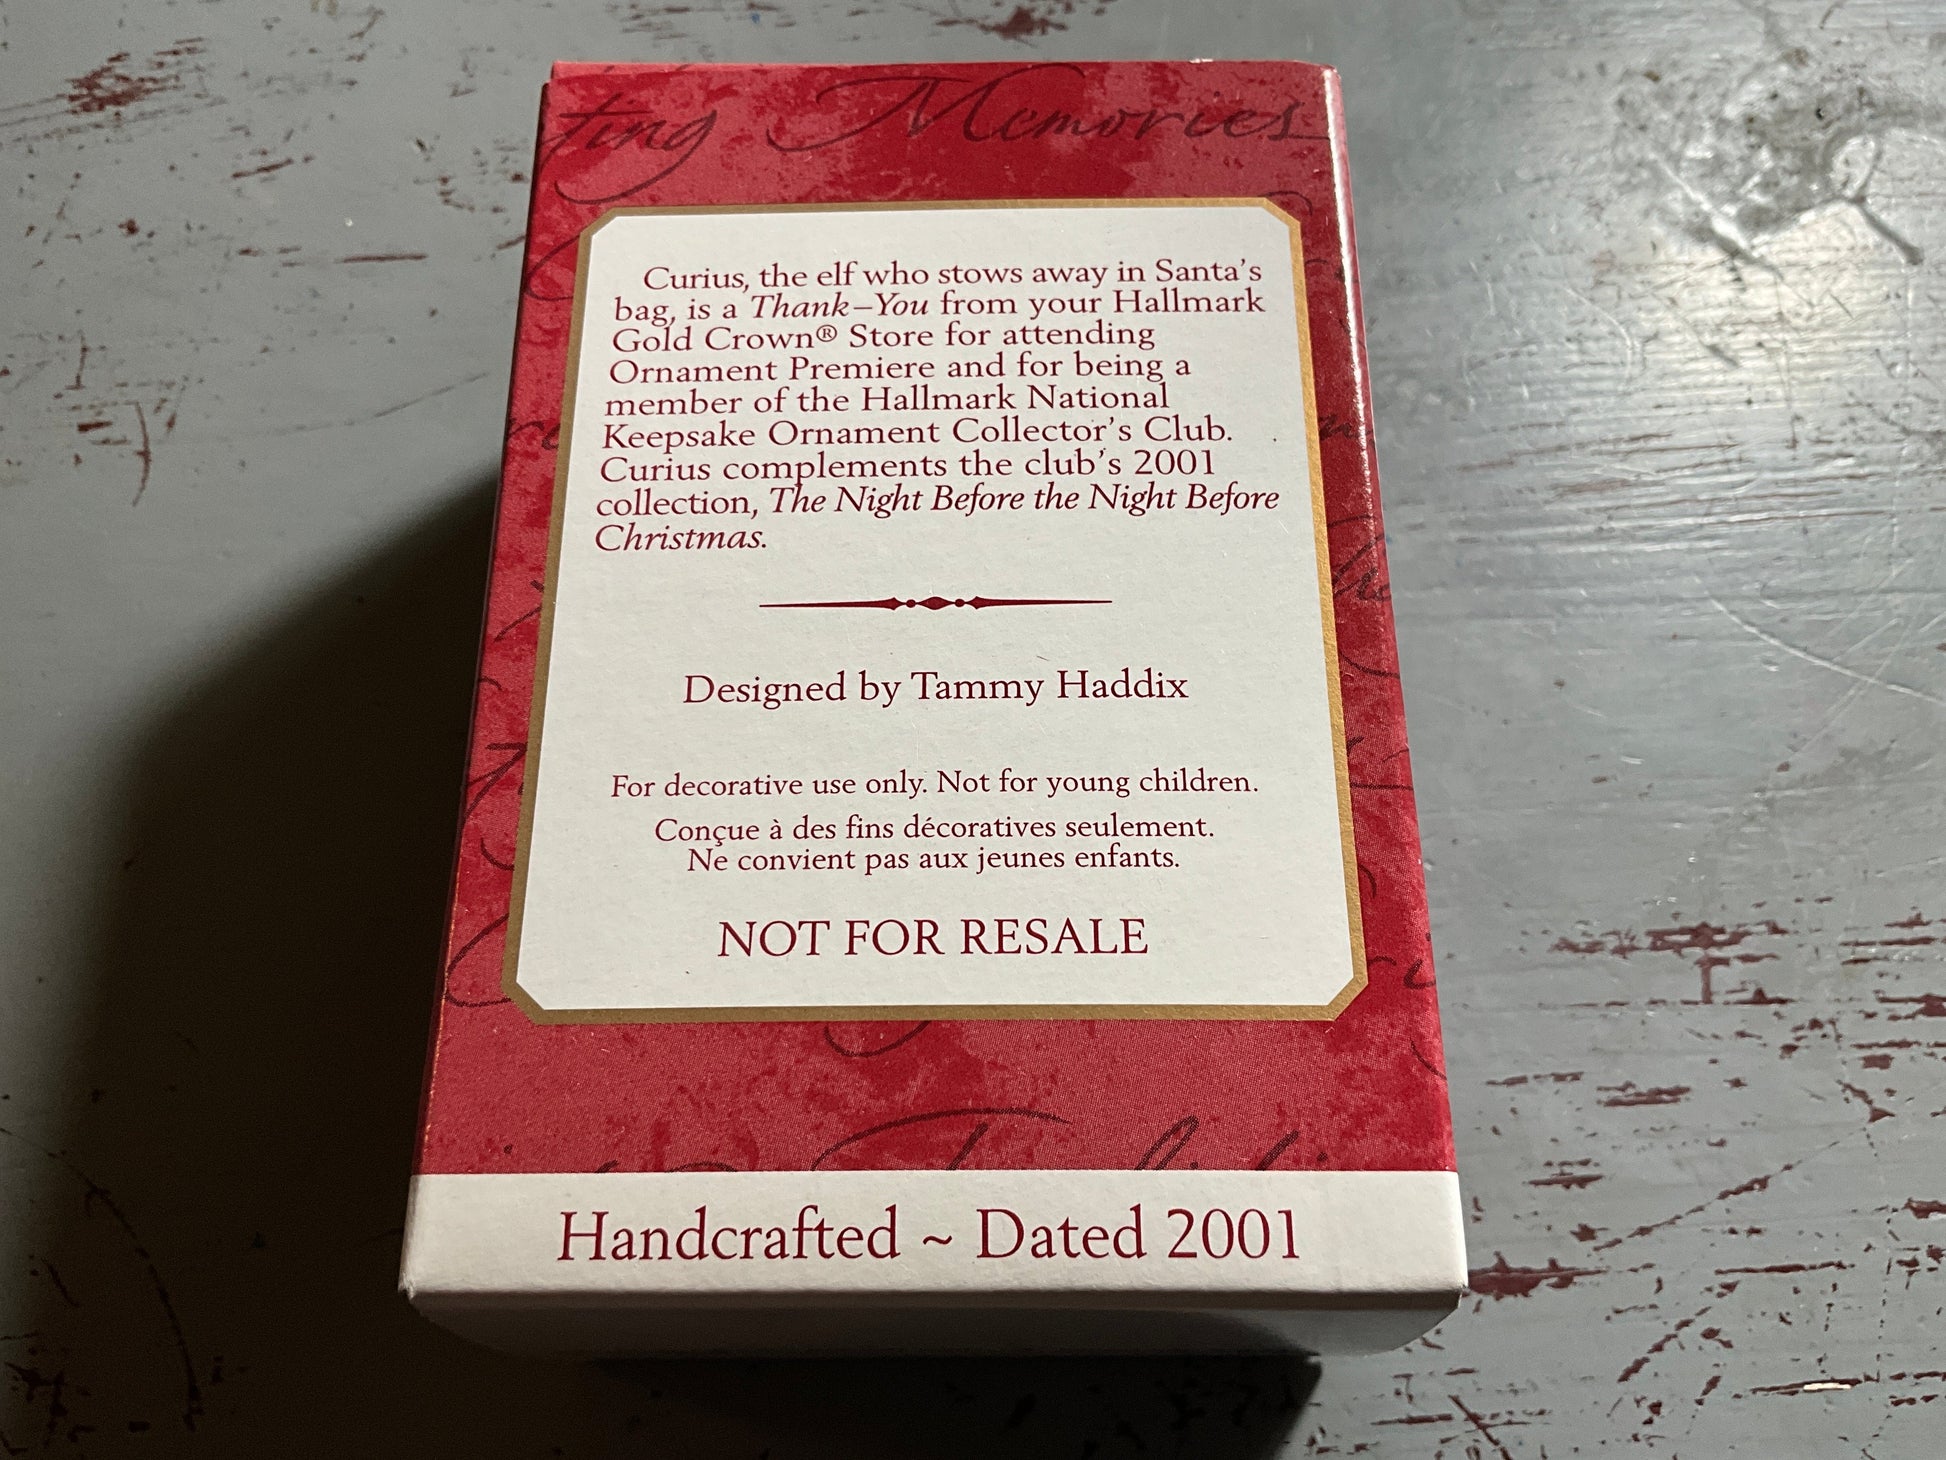 ting Memories
Curius, the elf who stows away in Santa's
bag, is a Thank–You from your Hallmark
Gold Crown® Store for attending
Ornament Premiere and for being a
member of the Hallmark National
Keepsake Ornament Collector's Club.
Curius complements the club's 2001
collection, The Night Before the Night Before
Christmas.
Designed by Tammy Haddix
For decorative use only. Not for young children.
Conçue à des fins décoratives seulement.
Ne convient pas aux jeunes enfants.
NOT FOR RESALE
Handcrafted ~ Dated 2001